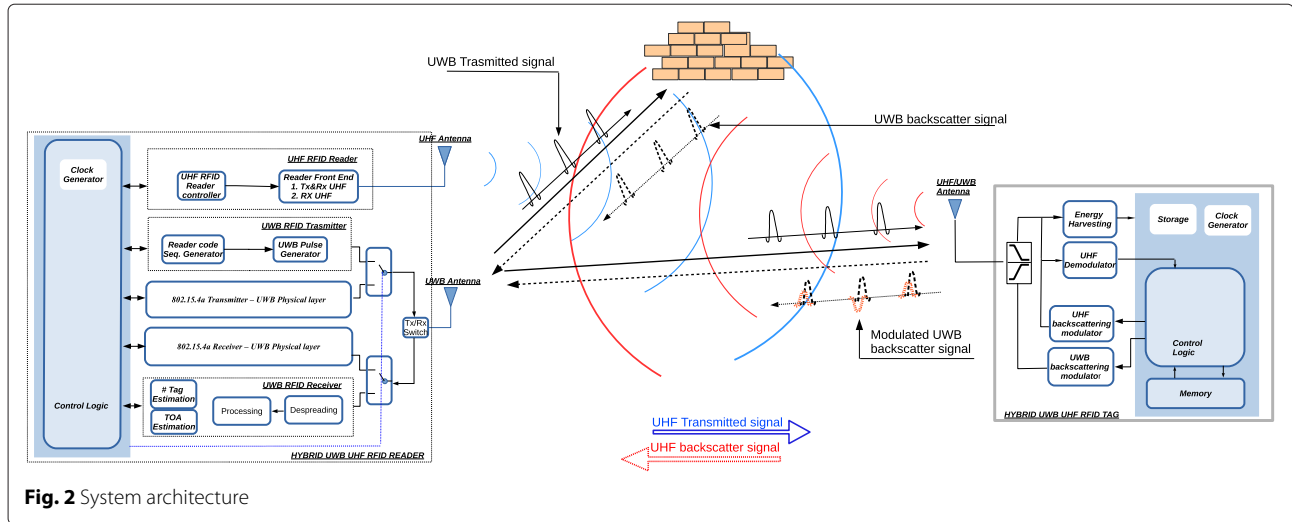 UWB Trasmitted signal
UWB backscatter signal
Clock
Generator
Control Logic
UHF RFID Reader
UHF RFID
Reader
controller
Reader Front End
1. Tx&Rx UHF
2. RX UHF
UHF Antenna
UWB RFID Trasmitter
Reader code
Seq. Generator
UWB Pulse
Generator
802.15.4a Transmitter – UWB Physical layer
802.15.4a Receiver – UWB Physical layer
UWB Antenna
Tx/Rx
Switch
UWB RFID Receiver
# Tag
Estimation
TOA
Estimation
Processing
Despreading
HYBRID UWB UHF RFID READER
Modulated UWB
backscatter signal
UHF Transmitted signal
UHF backscatter signal
UHF/UWB
Antenna
Energy
Harvesting
UHF
Demodulator
UHF
backscattering
modulator
UWB
backscattering
modulator
Storage
Clock
Generator
Control
Logic
Memory
HYBRID UWB UHF RFID TAG
Fig. 2 System architecture